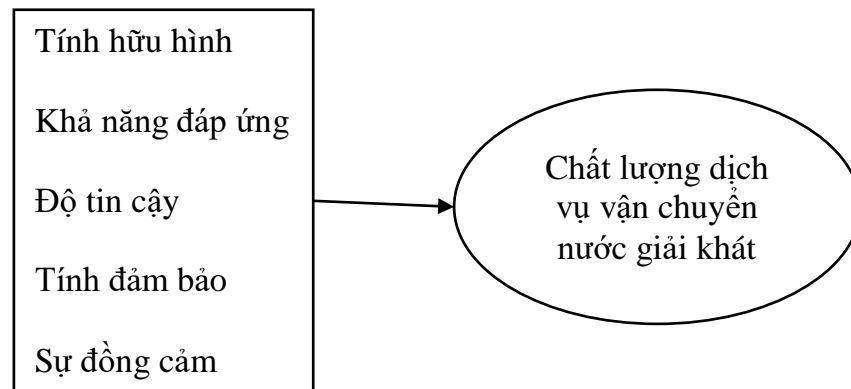 Tính hữu hình
Khả năng đáp ứng
Độ tin cậy
Tính đảm bảo
Sự đồng cảm
Chất lượng dịch
vụ vận chuyển
nước giải khát